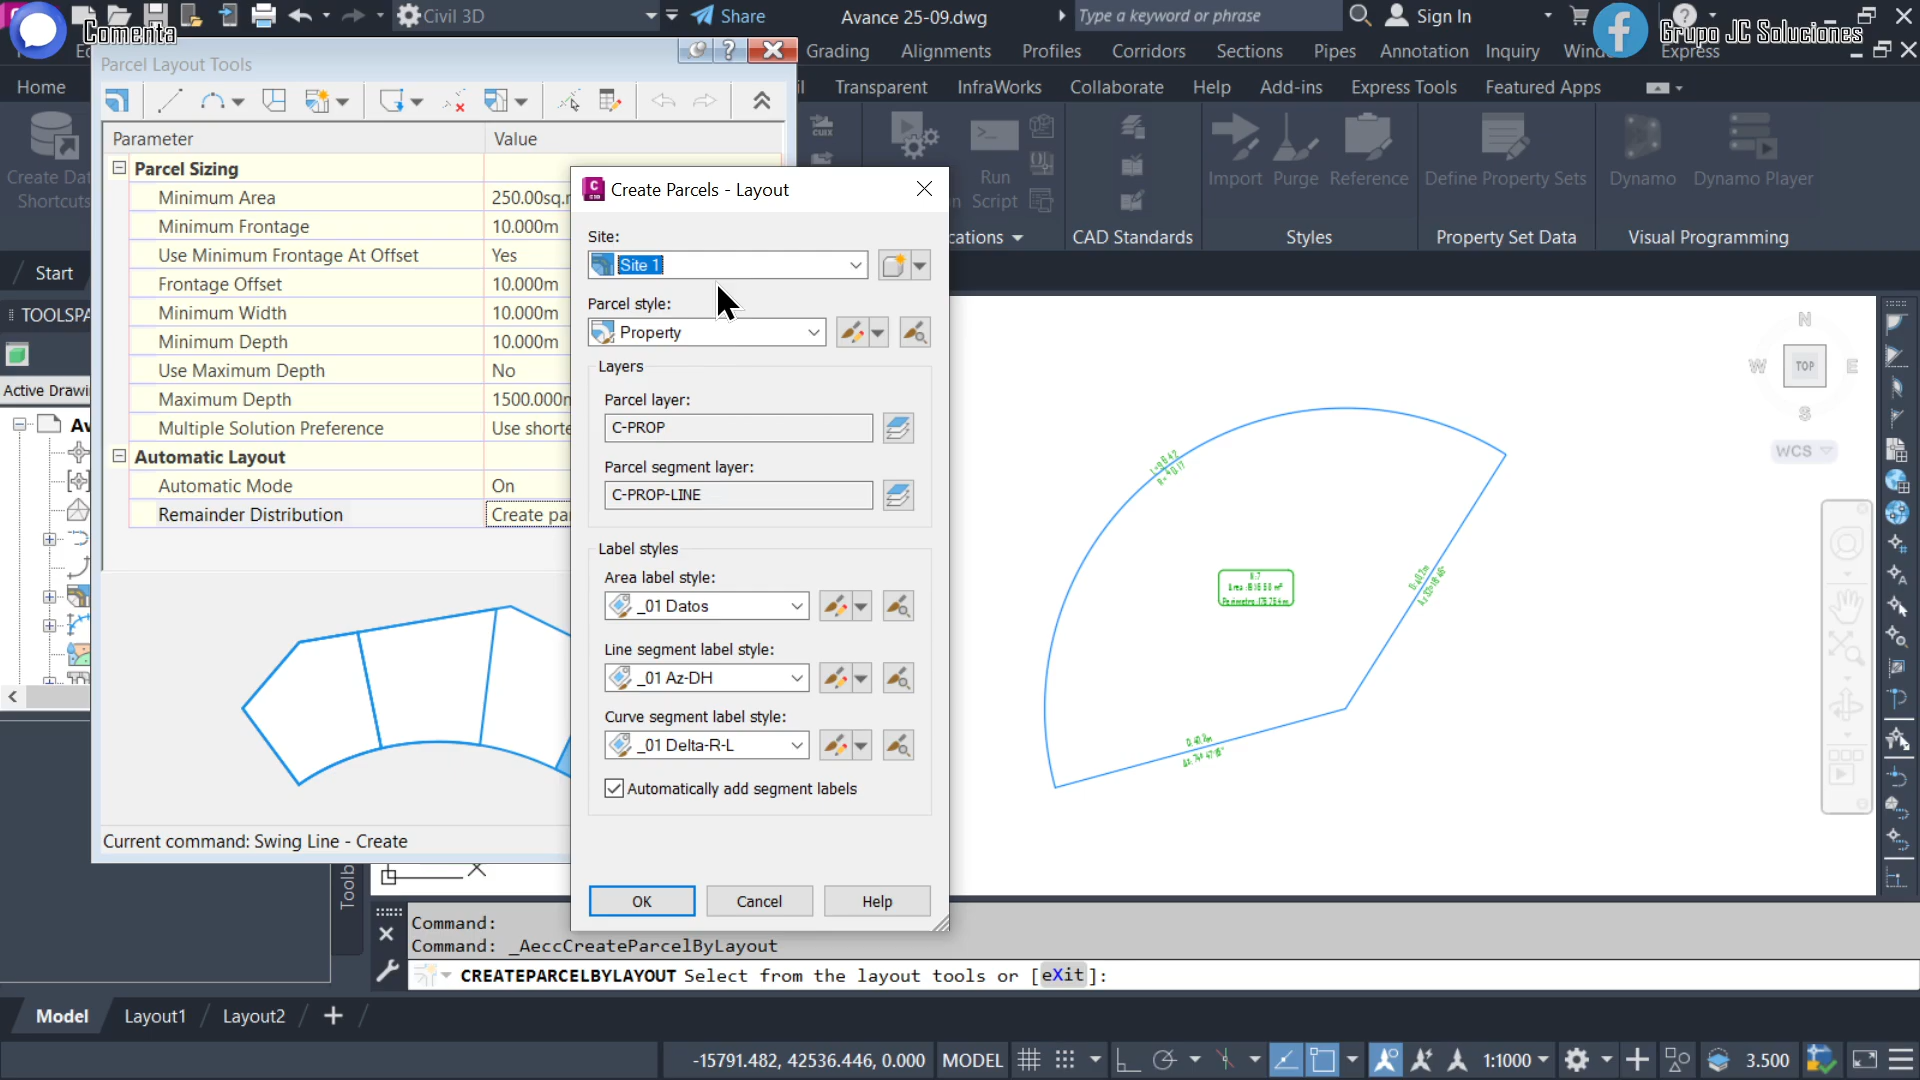 Comenta
Civil 3D
Share
Avance 25-09.dwg
Type a keyword or phrase
Sign In
Grupo JC Soluciones
Parcel Layout Tools
Grading
Alignments
Profiles
Corridors
Sections
Pipes
Annotation
Inquiry
Express
Home
Transparent
InfraWorks
Collaborate
Help
Add-ins
Express Tools
Featured Apps
Parameter
Value
Parcel Sizing
Minimum Area
250.00sq.
Minimum Frontage
10.000m
Use Minimum Frontage At Offset
Yes
Frontage Offset
10.000m
Minimum Width
10.000m
Minimum Depth
10.000m
Use Maximum Depth
No
Maximum Depth
1500.000m
Multiple Solution Preference
Use shorte
Automatic Layout
Automatic Mode
On
Remainder Distribution
Create pa
Current command: Swing Line - Create
Create Dat
Shortcuts
Start
TOOLSPA
Active Drawi
Create Parcels - Layout
Site:
Site 1
Parcel style:
Property
Layers
Parcel layer:
C-PROP
Parcel segment layer:
C-PROP-LINE
Label styles
Area label style:
_01 Datos
Line segment label style:
_01 Az-DH
Curve segment label style:
_01 Delta-R-L
Automatically add segment labels
OK
Cancel
Help
Run
Script
cations
CAD Standards
Import
Purge
Reference
Styles
Define Property Sets
Property Set Data
Dynamo
Dynamo Player
Visual Programming
N
W
TOP
E
S
WCS
Toolb
Command:
Command: _AeccCreateParcelByLayout
CREATEPARCELBYLAYOUT Select from the layout tools or [eXit]:
Model
Layout1
Layout2
-15791.482, 42536.446, 0.000
MODEL
1:1000
3.500